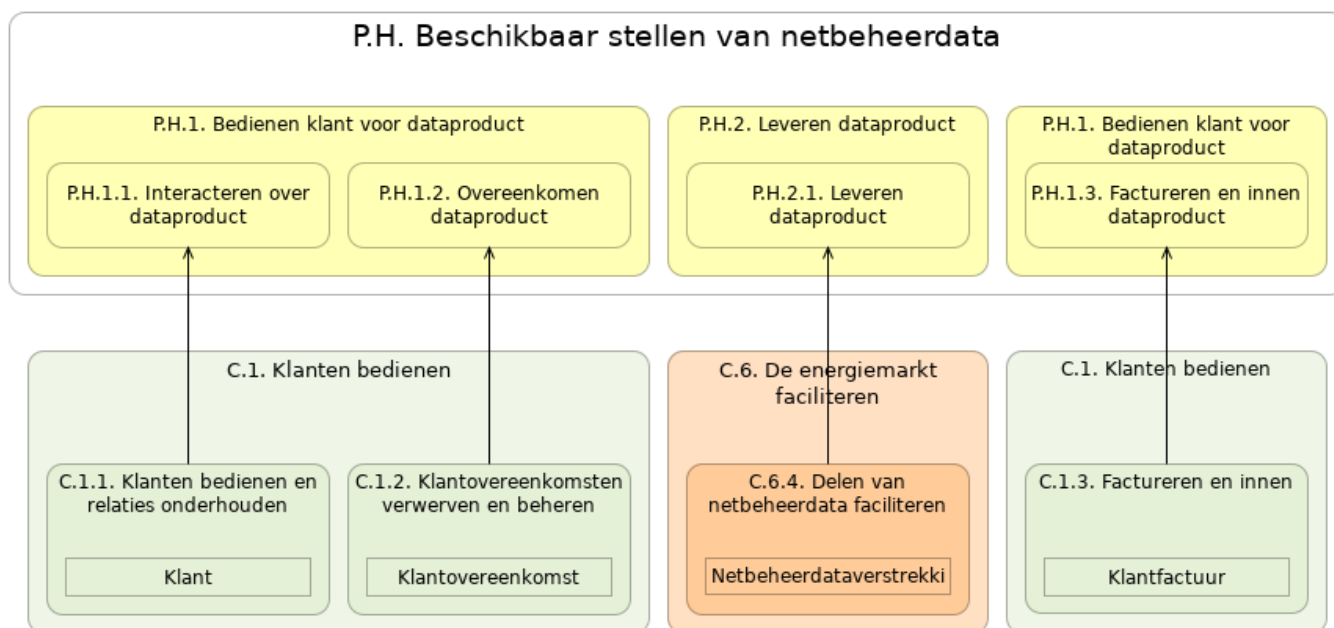 P.H. Beschikbaar stellen van netbeheerdata
P.H.1. Bedienen klant voor dataproduct
P.H.1.1. Interacteren over
dataproduct
P.H.1.2. Overeenkomen
dataproduct
P.H.2. Leveren dataproduct
P.H.2.1. Leveren
dataproduct
P.H.1. Bedienen klant voor
dataproduct
P.H.1.3. Factureren en innen
dataproduct
C.1. Klanten bedienen
C.1.1. Klanten bedienen en
relaties onderhouden
Klant
C.1.2. Klantovereenkomsten
verwerven en beheren
Klantovereenkomst
C.6. De energiemarkt
faciliteren
C.6.4. Delen van
netbeheerdata faciliteren
Netbeheerdataverstrekki
C.1. Klanten bedienen
C.1.3. Factureren en innen
Klantfactuur